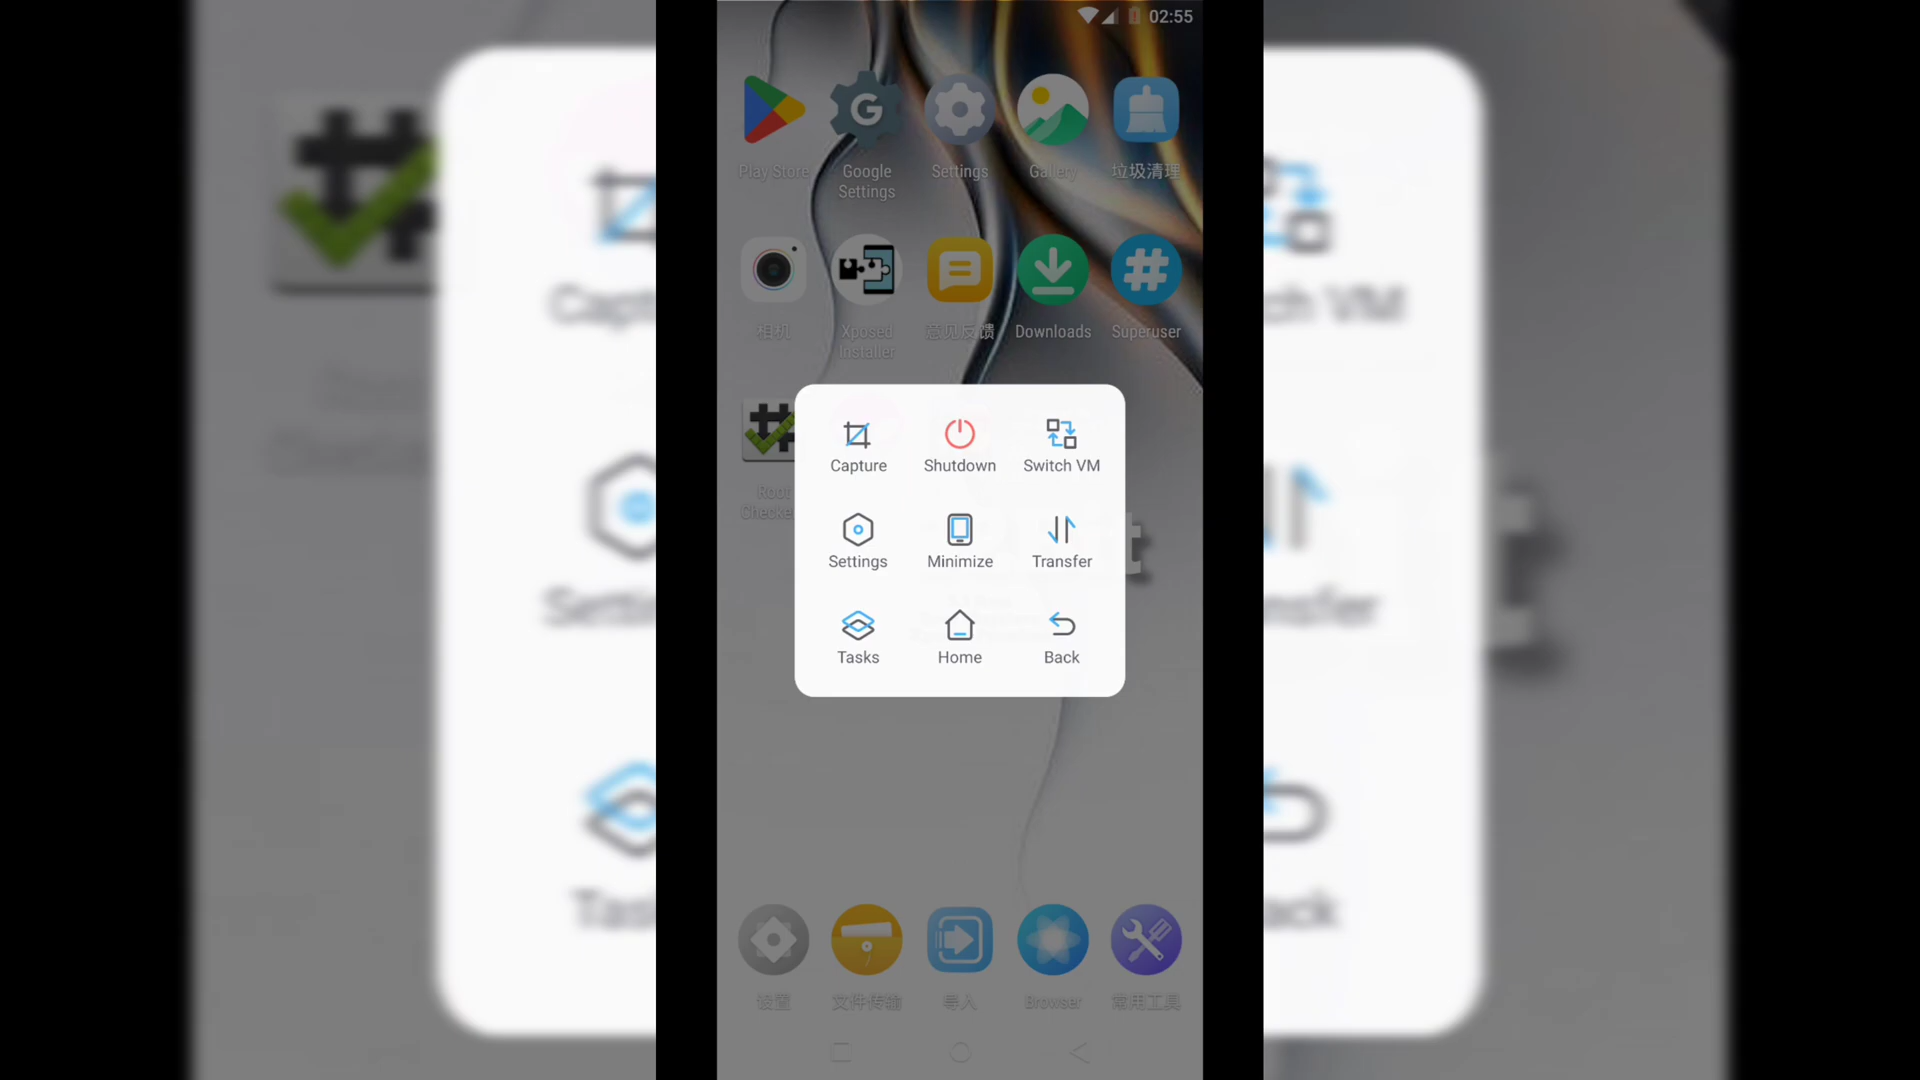 02:55
Play Store
Google
Settings
Settings
Gallery
垃圾清理
相机
Xposed
Installer
意见反馈
Downloads
Superuser
Root
Checker
Capture
Shutdown
Switch VM
Settings
Minimize
Transfer
Tasks
Home
Back
设置
文件传输
导入
Browser
常用工具